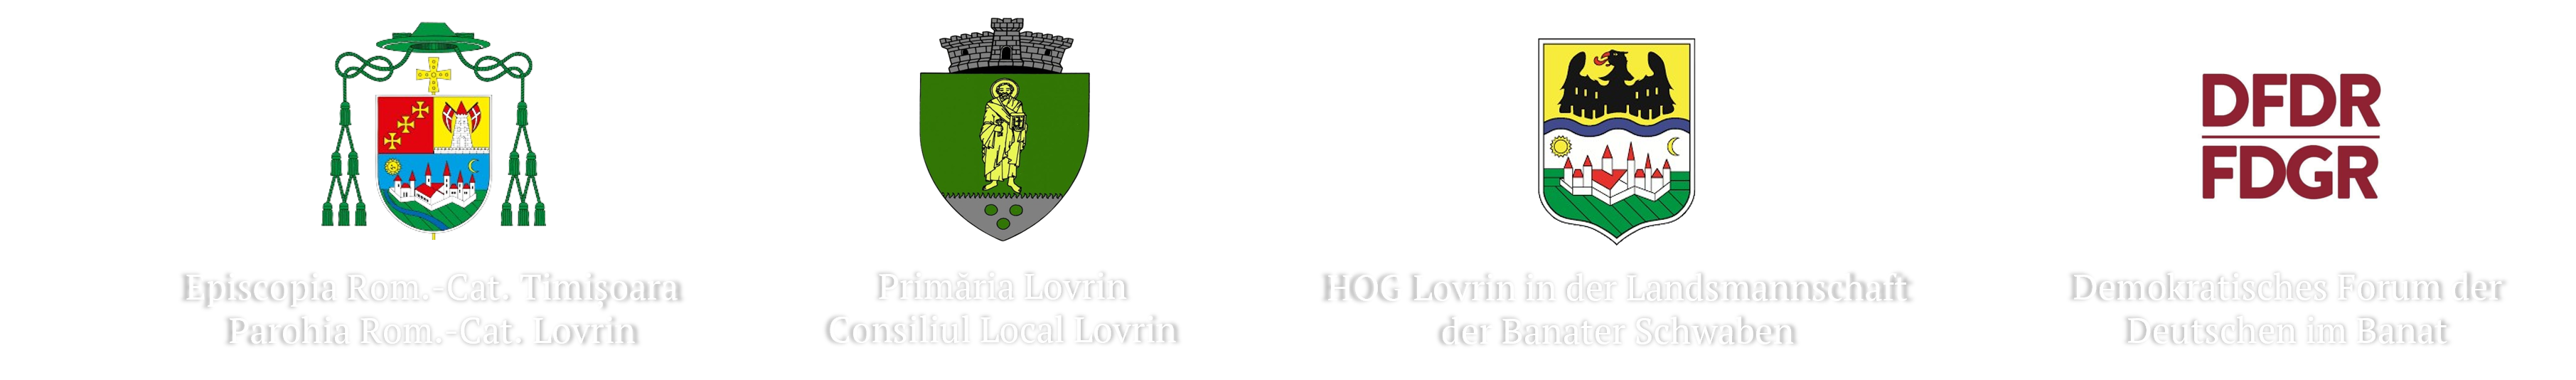 DFDR
FDGR
Episcopia Rom.-Cat. Timișoara
Parohia Rom.-Cat. Lovrin
Primăria Lovrin
Consiliul Local Lovrin
HOG Lovrin in der Landsmannschaft
der Banater Schwaben
Demokratisches Forum der
Deutschen im Banat